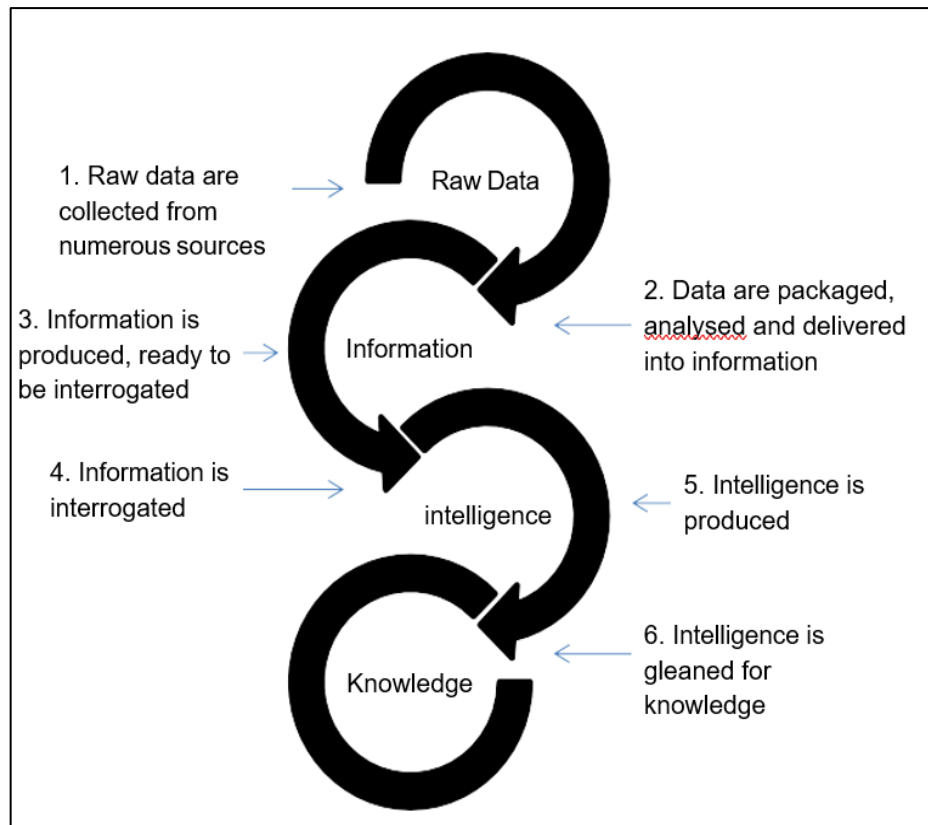 Raw Data
1. Raw data are
collected from
numerous sources
2. Data are packaged,
analysed and delivered
into information
3. Information is
produced, ready to
be interrogated
Information
4. Information is
interrogated
intelligence
5. Intelligence is
produced
6. Intelligence is
gleaned for
knowledge
Knowledge